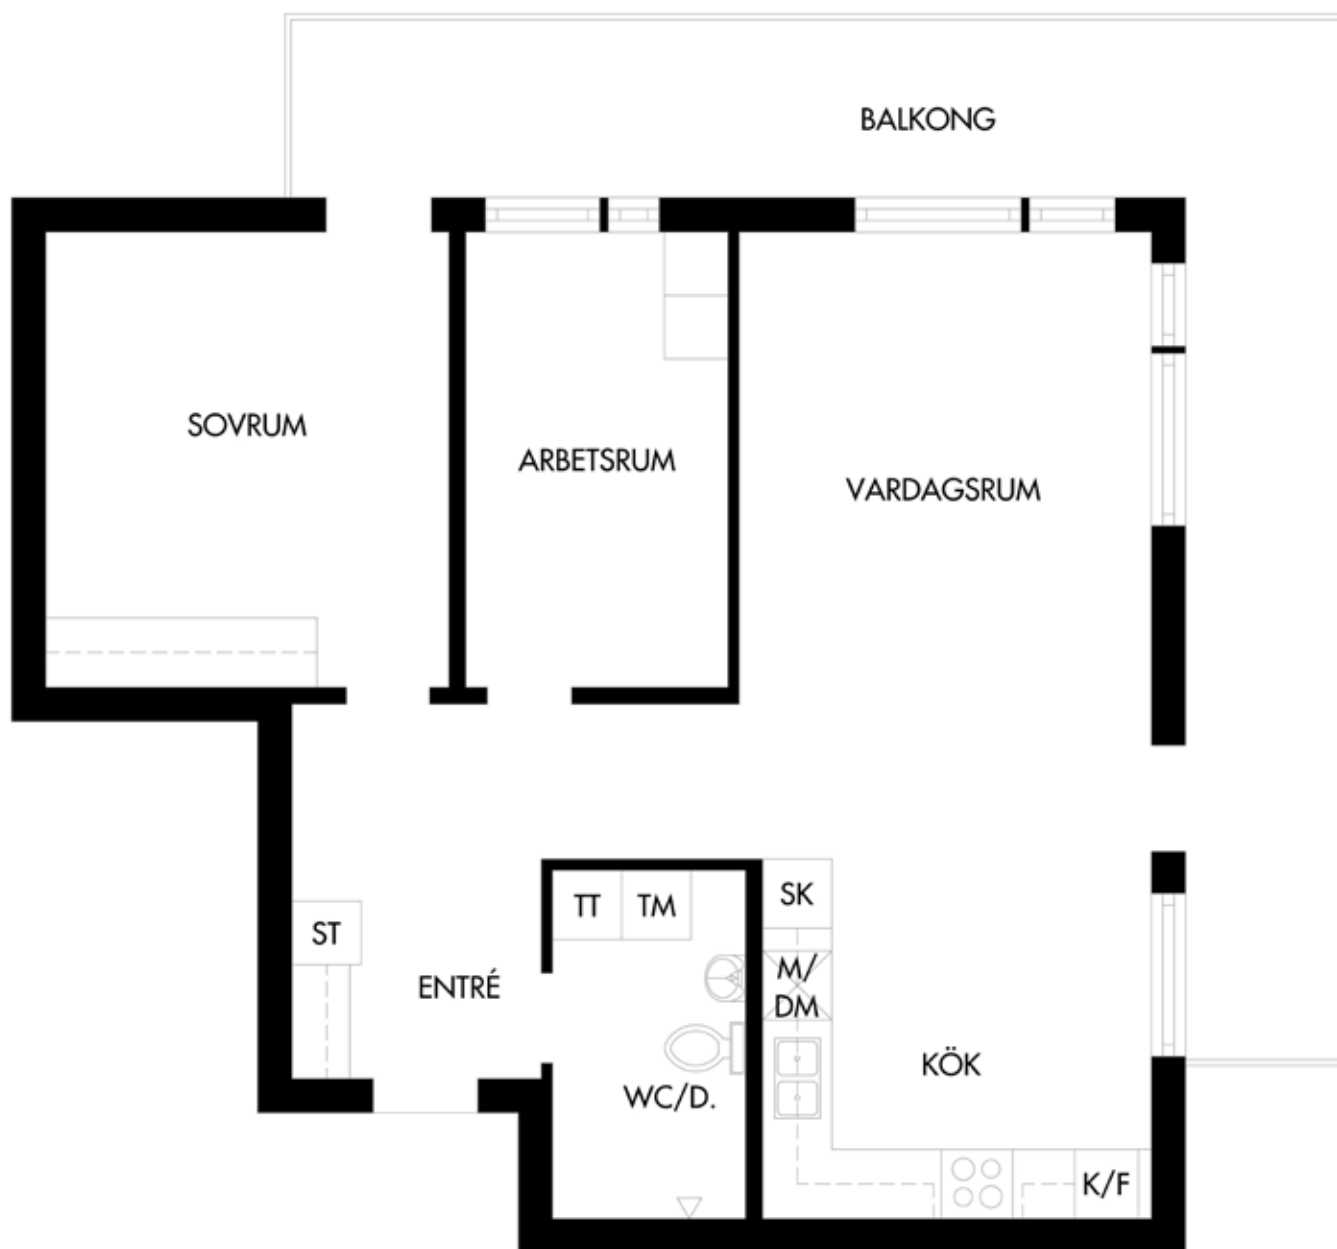 BALKONG
SOVRUM
ARBETSRUM
VARDAGSRUM
TT
TM
SK
ST
M/
DM
ENTRÉ
KÖK
WC/D.
K/F